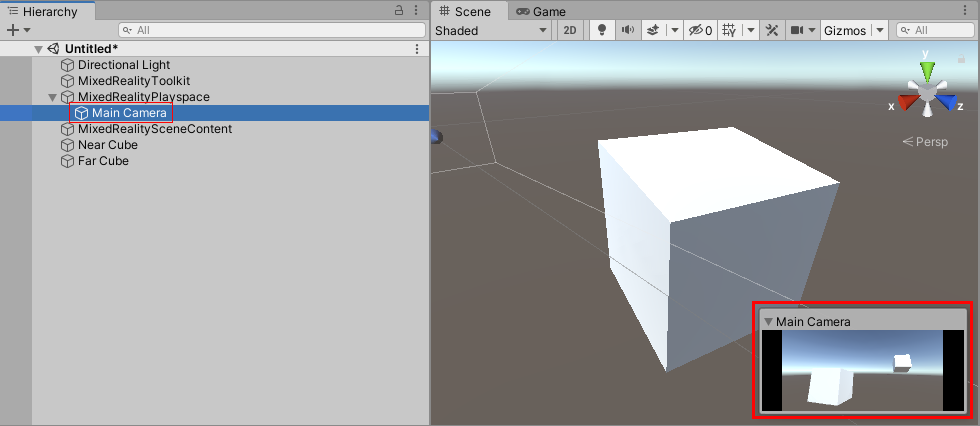 Hierarchy
All
Untitled*
Directional Light
MixedRealityToolkit
MixedRealityPlayspace
Main Camera
MixedRealitySceneContent
Near Cube
Far Cube
Scene
Game
Shaded
2D
0
Gizmos
All
y
x
z
Persp
Main Camera